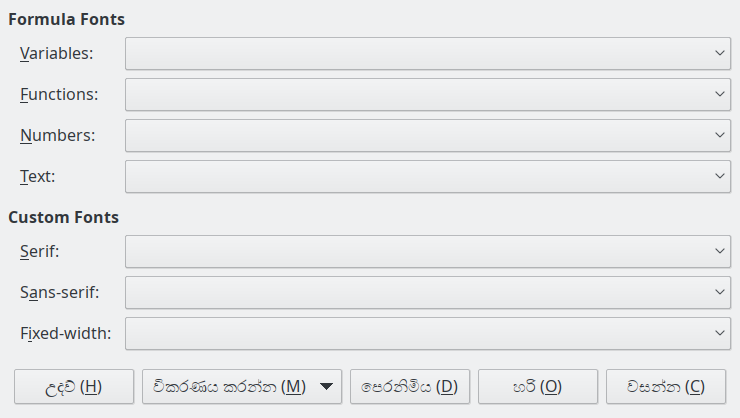 Formula Fonts
Variables:
Functions:
Numbers:
Text:
Custom Fonts
Serif:
Sans-serif:
Fixed-width:
උදව් (H) විකරණය කරන්න (M) පෙරනිමිය (D) හරි (O) වසන්න (C)